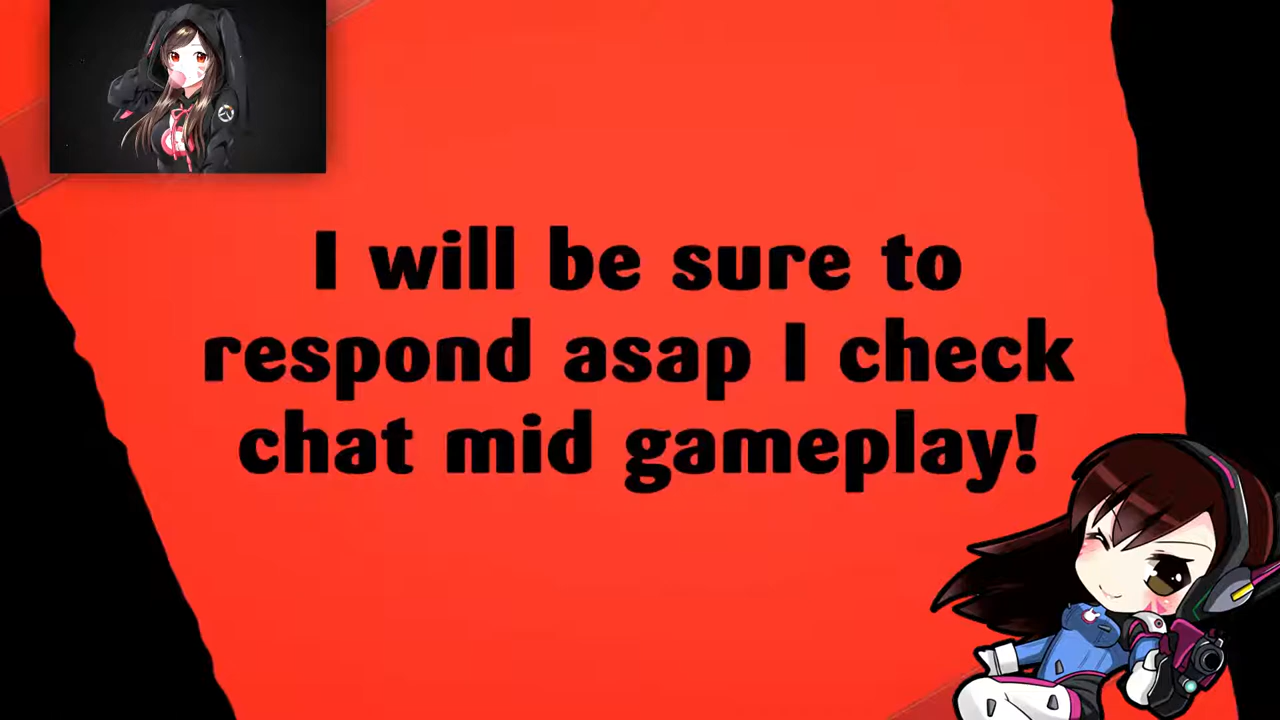 I will be sure to
respond asap I check
chat mid gameplay!